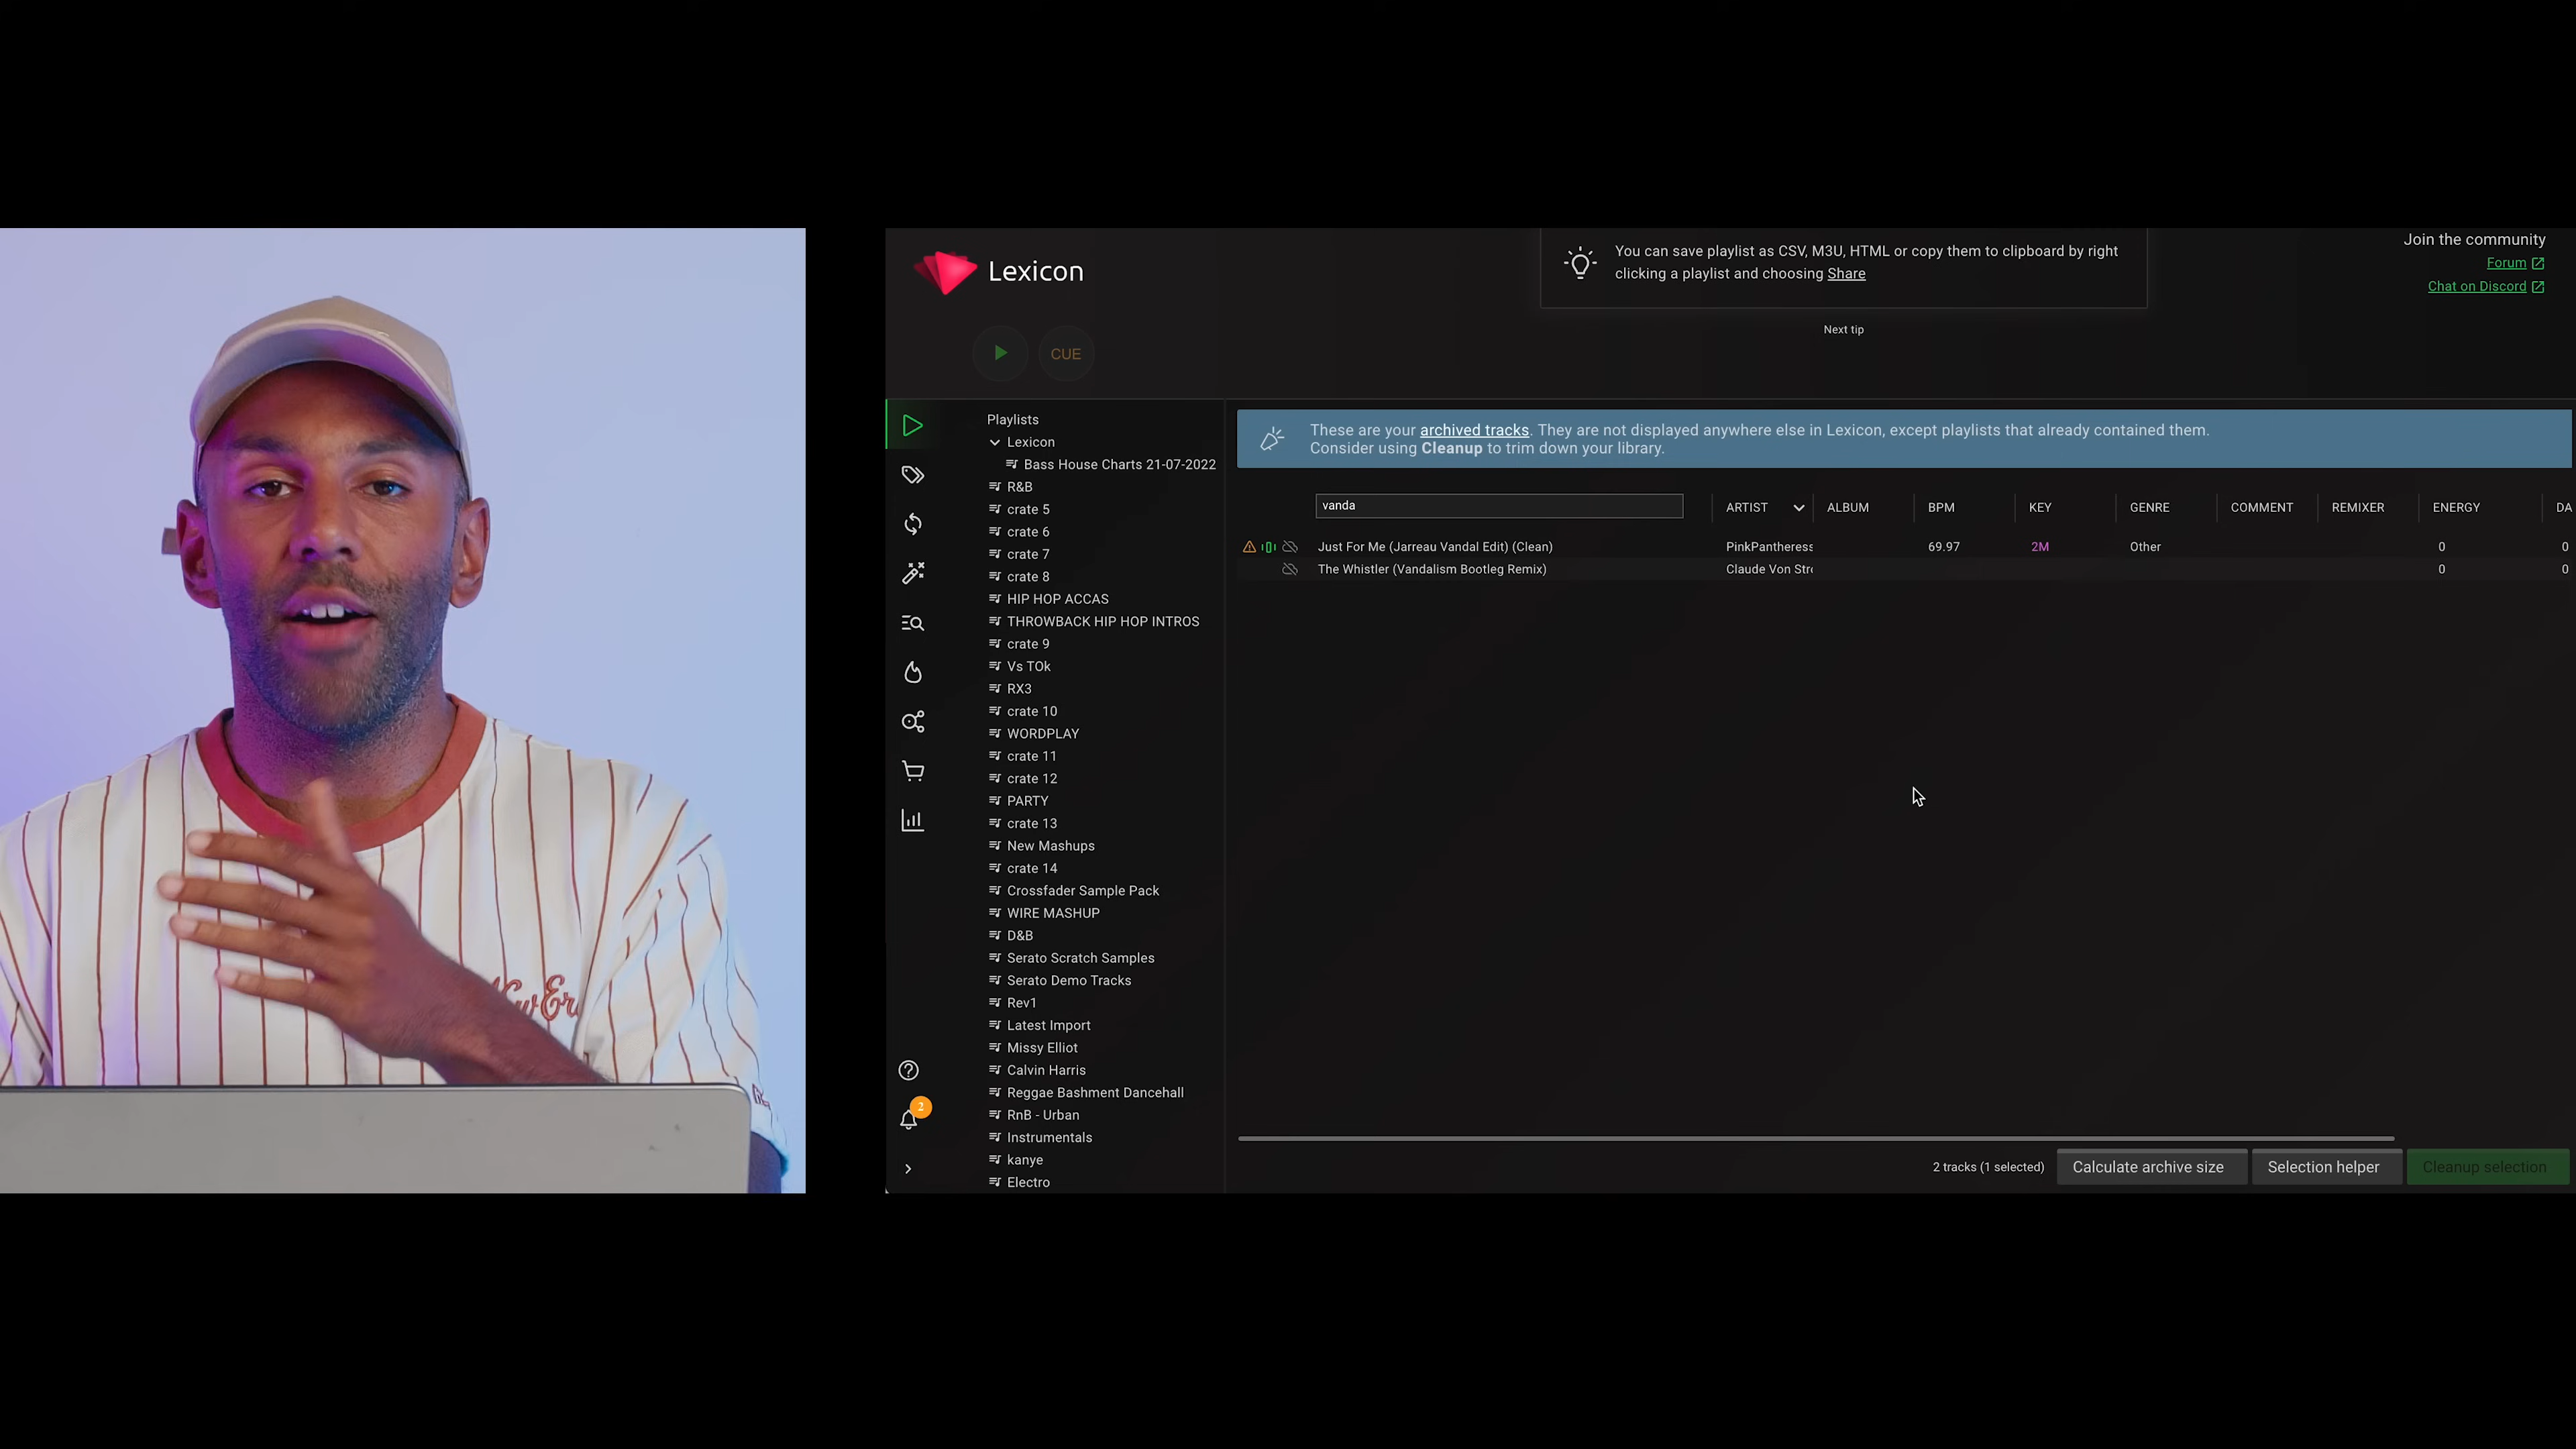 New Er
Lexicon
You can save playlist as CSV, M3U, HTML or copy them to clipboard by right
clicking a playlist and choosing Share
Next tip
Join the community
Forum
Chat on Discord
CUE
Playlists
Lexicon
Bass House Charts 21-07-2022
R&B
crate 5
crate 6
crate 7
crate 8
HIP HOP ACCAS
THROWBACK HIP HOP INTROS
crate 9
Vs TOk
RX3
crate 10
WORDPLAY
crate 11
crate 12
PARTY
crate 13
New Mashups
crate 14
Crossfader Sample Pack
WIRE MASHUP
D&B
Serato Scratch Samples
Serato Demo Tracks
Rev1
Latest Import
Missy Elliot
Calvin Harris
Reggae Bashment Dancehall
RnB - Urban
Instrumentals
kanye
Electro
2
These are your archived tracks. They are not displayed anywhere else in Lexicon, except playlists that already contained them.
Consider using Cleanup to trim down your library.
vanda ARTIST ALBUM BPM KEY GENRE COMMENT REMIXER ENERGY DA
Just For Me (Jarreau Vandal Edit) (Clean) PinkPantheress 69.97 2M Other 0 0
The Whistler (Vandalism Bootleg Remix) Claude Von Stro 0 0
2 tracks (1 selected) Calculate archive size Selection helper Cleanup selection